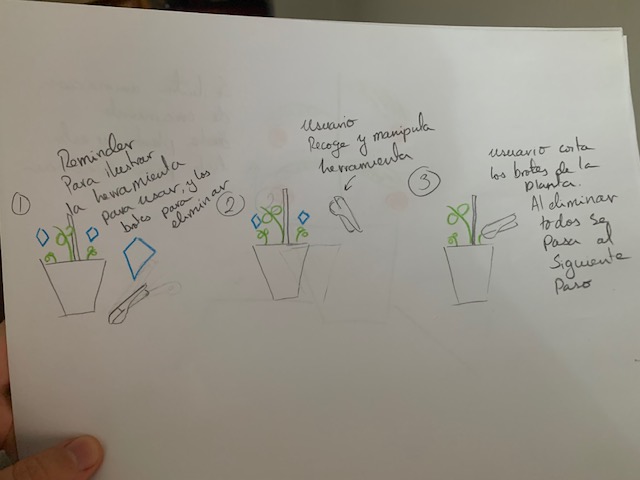 ①
Reminder
Para ilustrar
la herramienta
para usar, y los
botes para
eliminar
②
usuario
Recoge y manipula
herramienta
③
usuario corta
los brotes de la
planta.
Al eliminar
todos se
pasa al
siguiente
Paso